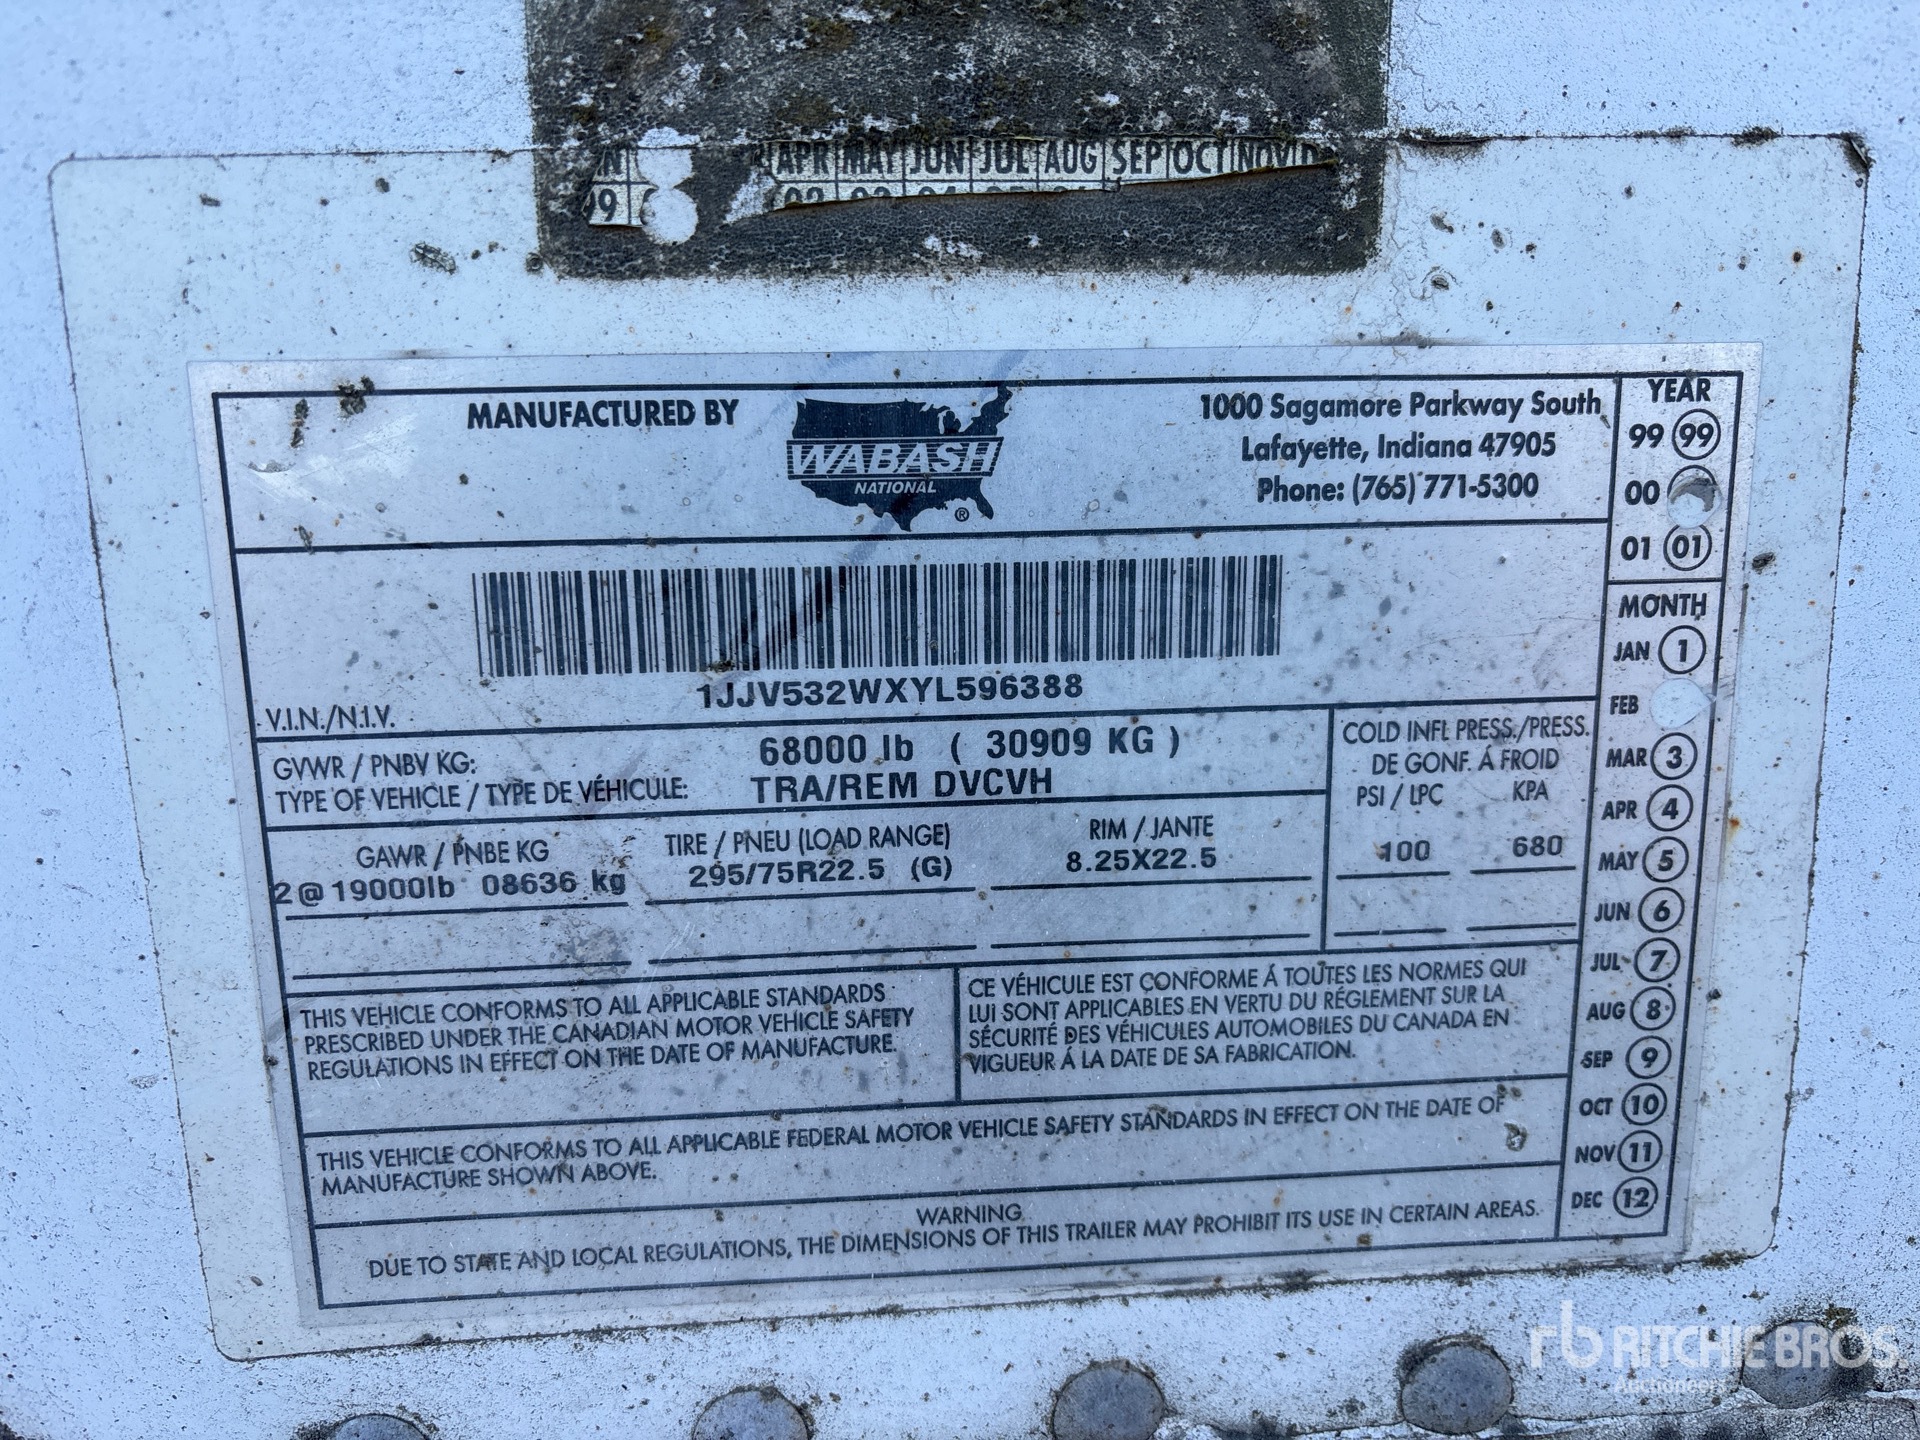 APR MAY JUN JUL AUG SEP OCT NOV D
99
MANUFACTURED BY
WABASH
NATIONAL
®
1000 Sagamore Parkway South
Lafayette, Indiana 47905
Phone: (765) 771-5300
YEAR
99 99
00
01 01
MONTH
JAN 1
FEB
MAR 3
APR 4
MAY 5
JUN 6
JUL 7
AUG 8
SEP 9
OCT 10
NOV 11
DEC 12
1JJV532WXYL596388
V.I.N./N.I.V.
GVWR / PNBV KG: 68000 lb ( 30909 KG )
TYPE OF VEHICLE / TYPE DE VÉHICULE: TRA/REM DVCVH
COLD INFL PRESS./PRESS.
DE GONF. Á FROID
PSI / LPC KPA
100 680
GAWR / PNBE KG TIRE / PNEU (LOAD RANGE) RIM / JANTE
2 @ 19000lb 08636 kg 295/75R22.5 (G) 8.25X22.5
THIS VEHICLE CONFORMS TO ALL APPLICABLE STANDARDS
PRESCRIBED UNDER THE CANADIAN MOTOR VEHICLE SAFETY
REGULATIONS IN EFFECT ON THE DATE OF MANUFACTURE.
CE VÉHICULE EST CONFORME Á TOUTES LES NORMES QUI
LUI SONT APPLICABLES EN VERTU DU RÉGLEMENT SUR LA
SÉCURITÉ DES VÉHICULES AUTOMOBILES DU CANADA EN
VIGUEUR Á LA DATE DE SA FABRICATION.
THIS VEHICLE CONFORMS TO ALL APPLICABLE FEDERAL MOTOR VEHICLE SAFETY STANDARDS IN EFFECT ON THE DATE OF
MANUFACTURE SHOWN ABOVE.
WARNING
DUE TO STATE AND LOCAL REGULATIONS, THE DIMENSIONS OF THIS TRAILER MAY PROHIBIT ITS USE IN CERTAIN AREAS.
rb RITCHIE BROS.
Auctioneers